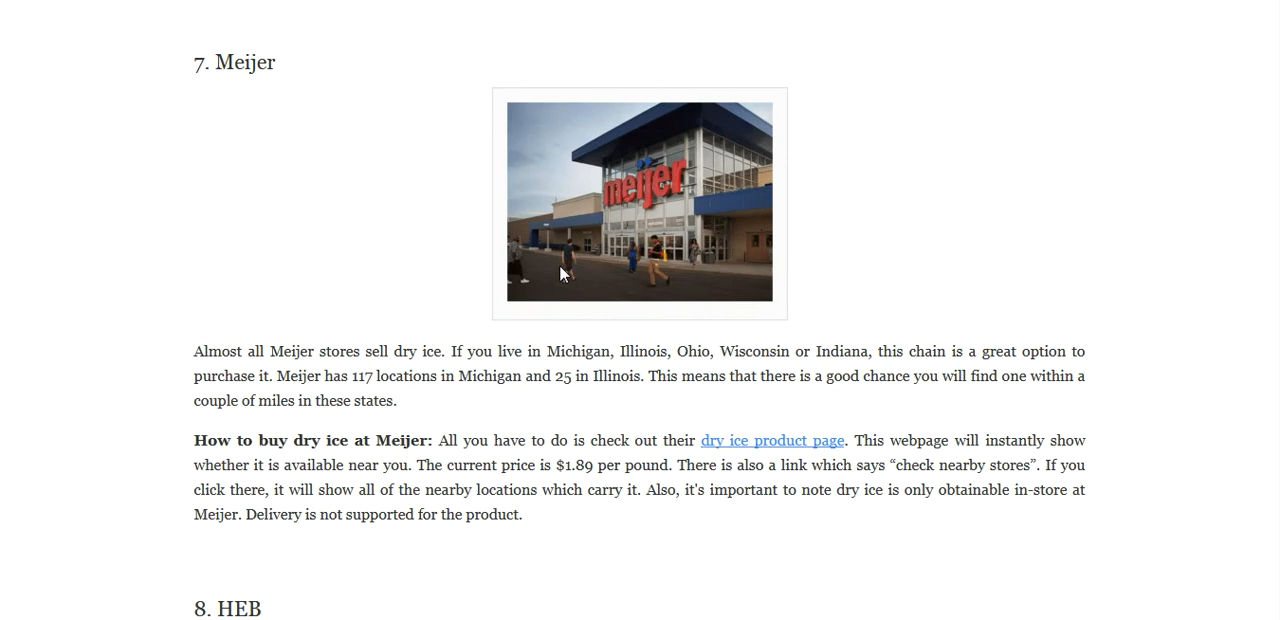 7. Meijer
meijer
Almost all Meijer stores sell dry ice. If you live in Michigan, Illinois, Ohio, Wisconsin or Indiana, this chain is a great option to
purchase it. Meijer has 117 locations in Michigan and 25 in Illinois. This means that there is a good chance you will find one within a
couple of miles in these states.
How to buy dry ice at Meijer: All you have to do is check out their dry ice product page. This webpage will instantly show
whether it is available near you. The current price is $1.89 per pound. There is also a link which says “check nearby stores”. If you
click there, it will show all of the nearby locations which carry it. Also, it's important to note dry ice is only obtainable in-store at
Meijer. Delivery is not supported for the product.
8. HEB